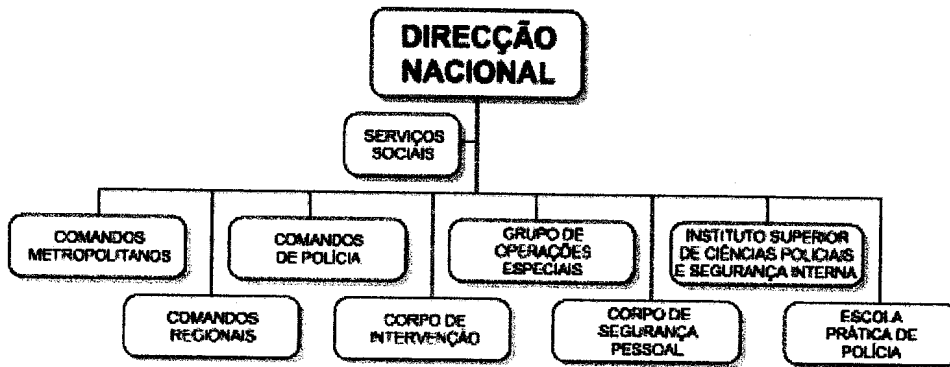 DIRECÇÃO
NACIONAL
SERVIÇOS
SOCIAIS
COMANDOS
METROPOLITANOS
COMANDOS
DE POLÍCIA
GRUPO DE
OPERAÇÕES
ESPECIAIS
INSTITUTO SUPERIOR
DE CIÊNCIAS POLICIAIS
E SEGURANÇA INTERNA
COMANDOS
REGIONAIS
CORPO DE
INTERVENÇÃO
CORPO DE
SEGURANÇA
PESSOAL
ESCOLA
PRÁTICA DE
POLÍCIA